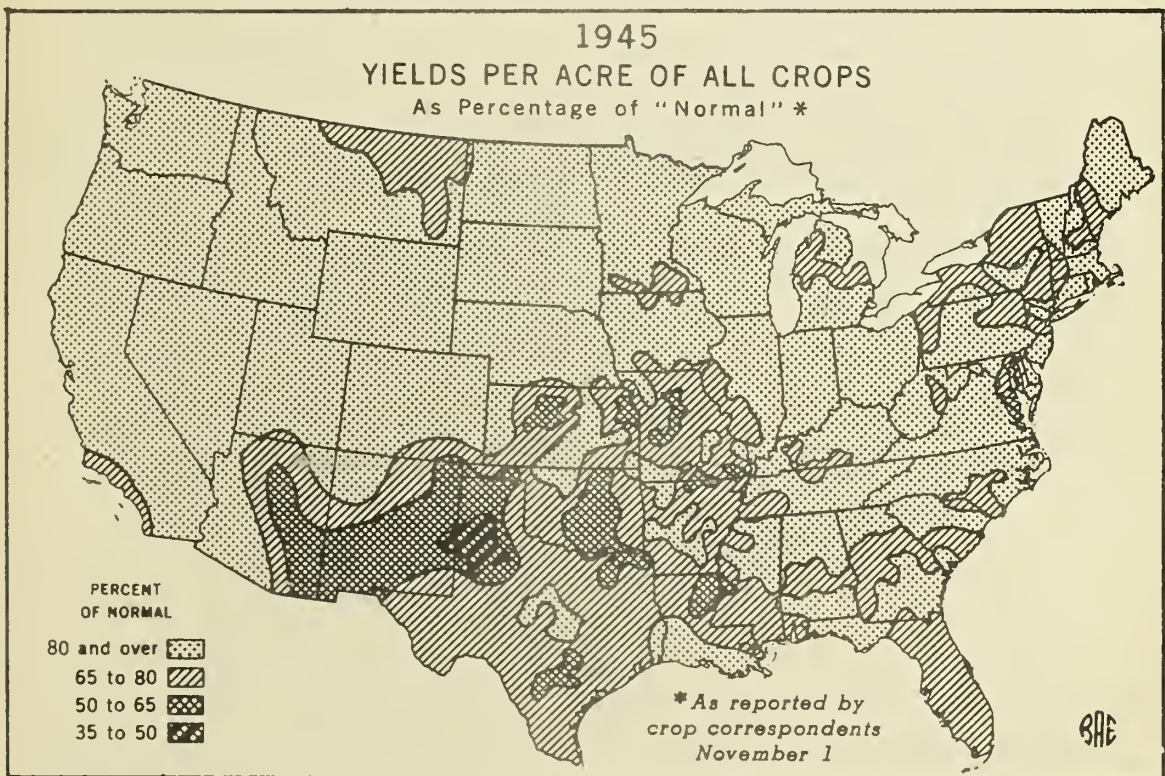 1945
YIELDS PER ACRE OF ALL CROPS
As Percentage of "Normal" *
PERCENT
OF NORMAL
80 and over
65 to 80
50 to 65
35 to 50
*As reported by
crop correspondents
November 1
BAE